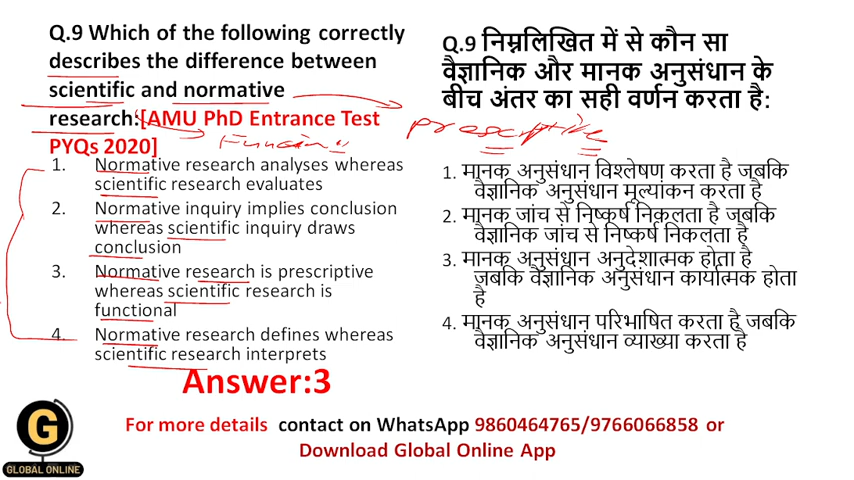 Q.9 Which of the following correctly
describes the difference between
scientific and normative
research:[AMU PhD Entrance Test
PYQs 2020]
prescriptive
1. Normative research analyses whereas
scientific research evaluates
2. Normative inquiry implies conclusion
whereas scientific inquiry draws
conclusion
3. Normative research is prescriptive
whereas scientific research is
functional
4. Normative research defines whereas
scientific research interprets
Q.9 निम्नलिखित में से कौन सा
वैज्ञानिक और मानक अनुसंधान के
बीच अंतर का सही वर्णन करता है:
1. मानक अनुसंधान विश्लेषण करता है जबकि
वैज्ञानिक अनुसंधान मूल्यांकन करता है
2. मानक जांच से निष्कर्ष निकलता है जबकि
वैज्ञानिक जांच से निष्कर्ष निकलता है
3. मानक अनुसंधान अनुदेशात्मक होता है
जबकि वैज्ञानिक अनुसंधान कार्यात्मक होता
है
4. मानक अनुसंधान परिभाषित करता है जबकि
वैज्ञानिक अनुसंधान व्याख्या करता है
Answer:3
For more details contact on WhatsApp 9860464765/9766066858 or
Download Global Online App
G
GLOBAL ONLINE